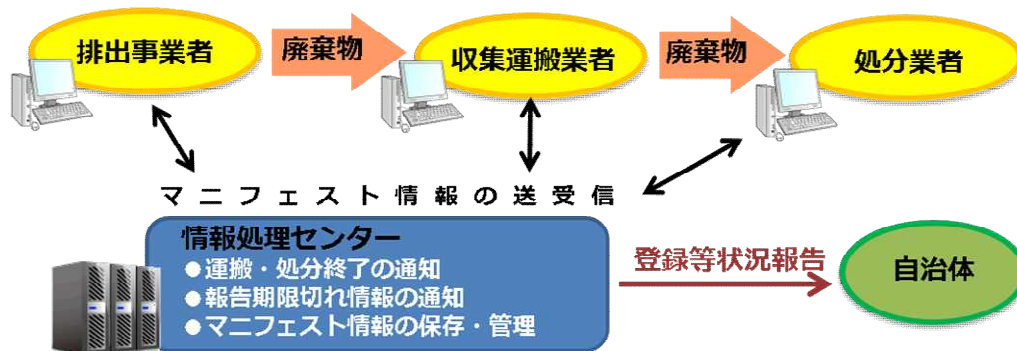 排出事業者
廃棄物
収集運搬業者
廃棄物
処分業者
マニフェスト情報の送受信
情報処理センター
●運搬・処分終了の通知
●報告期限切れ情報の通知
●マニフェスト情報の保存・管理
登録等状況報告
自治体